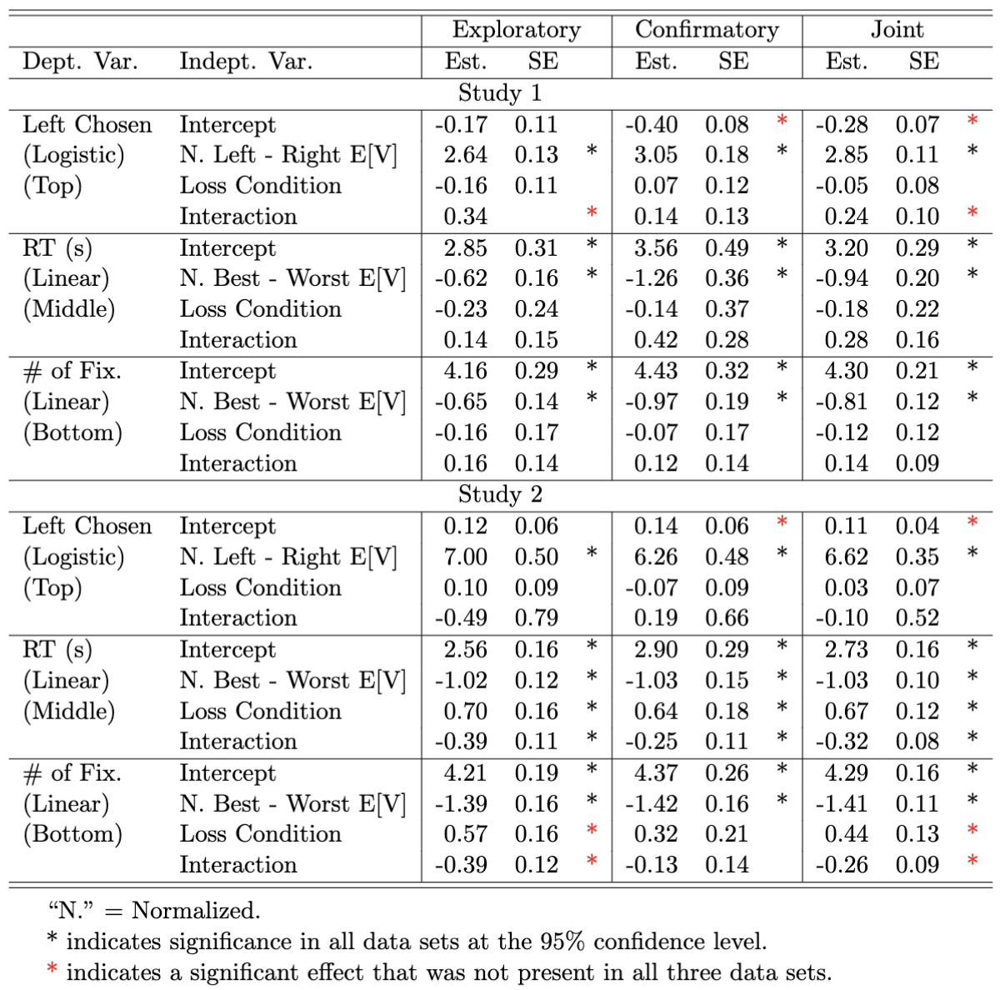 Exploratory Confirmatory Joint
Dept. Var. Indept. Var. Est. SE Est. SE Est. SE
Study 1
Left Chosen Intercept -0.17 0.11 -0.40 0.08 * -0.28 0.07 *
(Logistic) N. Left - Right E[V] 2.64 0.13 * 3.05 0.18 * 2.85 0.11 *
(Top) Loss Condition -0.16 0.11 0.07 0.12 -0.05 0.08
Interaction 0.34 * 0.14 0.13 0.24 0.10 *
RT (s) Intercept 2.85 0.31 * 3.56 0.49 * 3.20 0.29 *
(Linear) N. Best - Worst E[V] -0.62 0.16 * -1.26 0.36 * -0.94 0.20 *
(Middle) Loss Condition -0.23 0.24 -0.14 0.37 -0.18 0.22
Interaction 0.14 0.15 0.42 0.28 0.28 0.16
# of Fix. Intercept 4.16 0.29 * 4.43 0.32 * 4.30 0.21 *
(Linear) N. Best - Worst E[V] -0.65 0.14 * -0.97 0.19 * -0.81 0.12 *
(Bottom) Loss Condition -0.16 0.17 -0.07 0.17 -0.12 0.12
Interaction 0.16 0.14 0.12 0.14 0.14 0.09
Study 2
Left Chosen Intercept 0.12 0.06 0.14 0.06 * 0.11 0.04 *
(Logistic) N. Left - Right E[V] 7.00 0.50 * 6.26 0.48 * 6.62 0.35 *
(Top) Loss Condition 0.10 0.09 -0.07 0.09 0.03 0.07
Interaction -0.49 0.79 0.19 0.66 -0.10 0.52
RT (s) Intercept 2.56 0.16 * 2.90 0.29 * 2.73 0.16 *
(Linear) N. Best - Worst E[V] -1.02 0.12 * -1.03 0.15 * -1.03 0.10 *
(Middle) Loss Condition 0.70 0.16 * 0.64 0.18 * 0.67 0.12 *
Interaction -0.39 0.11 * -0.25 0.11 * -0.32 0.08 *
# of Fix. Intercept 4.21 0.19 * 4.37 0.26 * 4.29 0.16 *
(Linear) N. Best - Worst E[V] -1.39 0.16 * -1.42 0.16 * -1.41 0.11 *
(Bottom) Loss Condition 0.57 0.16 * 0.32 0.21 0.44 0.13 *
Interaction -0.39 0.12 * -0.13 0.14 -0.26 0.09 *
“N.” = Normalized.
* indicates significance in all data sets at the 95% confidence level.
* indicates a significant effect that was not present in all three data sets.